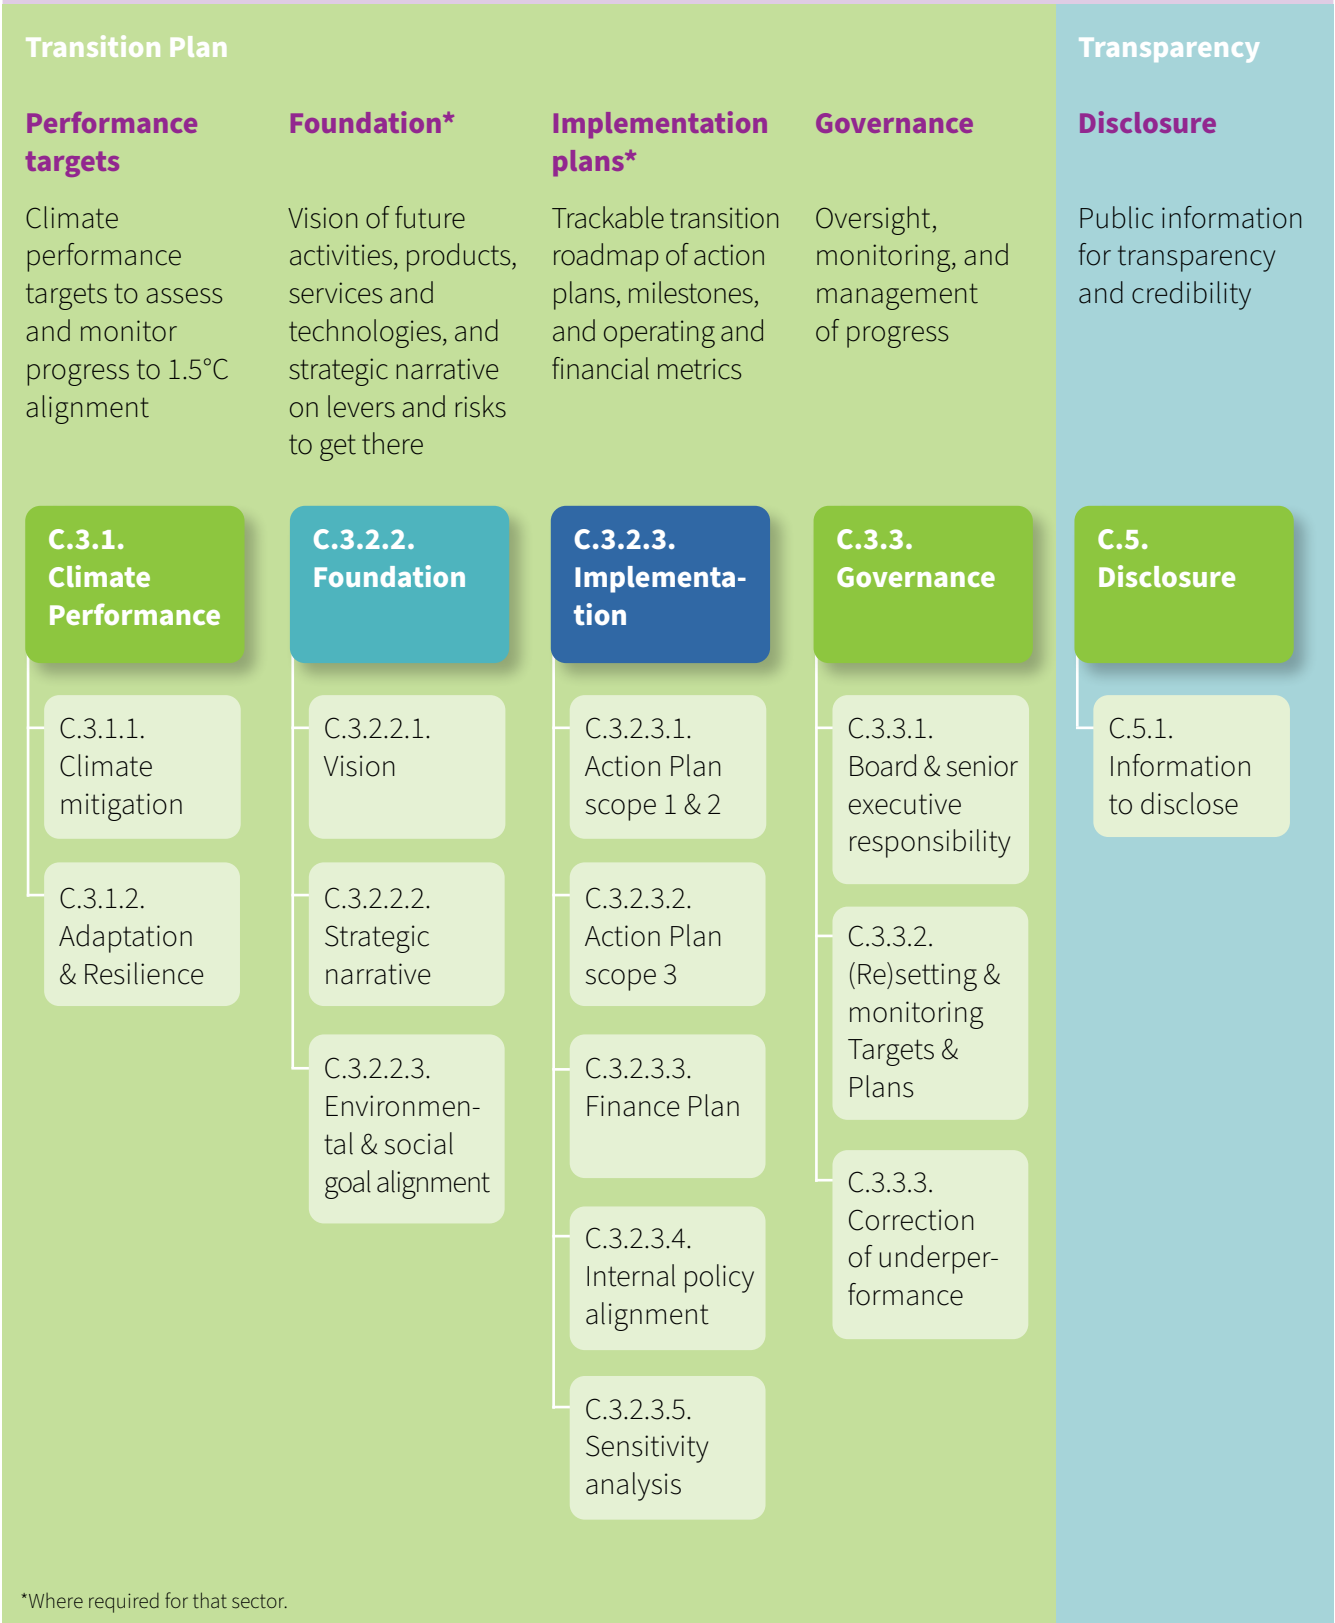 Transition Plan
Transparency
Performance
targets
Climate
performance
targets to assess
and monitor
progress to 1.5°C
alignment
Foundation*
Vision of future
activities, products,
services and
technologies, and
strategic narrative
on levers and risks
to get there
Implementation
plans*
Trackable transition
roadmap of action
plans, milestones,
and operating and
financial metrics
Governance
Oversight,
monitoring, and
management
of progress
Disclosure
Public information
for transparency
and credibility
C.3.1.
Climate
Performance
C.3.1.1.
Climate
mitigation
C.3.1.2.
Adaptation
& Resilience
C.3.2.2.
Foundation
C.3.2.2.1.
Vision
C.3.2.2.2.
Strategic
narrative
C.3.2.2.3.
Environmen-
tal & social
goal alignment
C.3.2.3.
Implementa-
tion
C.3.2.3.1.
Action Plan
scope 1 & 2
C.3.2.3.2.
Action Plan
scope 3
C.3.2.3.3.
Finance Plan
C.3.2.3.4.
Internal policy
alignment
C.3.2.3.5.
Sensitivity
analysis
C.3.3.
Governance
C.3.3.1.
Board & senior
executive
responsibility
C.3.3.2.
(Re)setting &
monitoring
Targets &
Plans
C.3.3.3.
Correction
of underper-
formance
C.5.
Disclosure
C.5.1.
Information
to disclose
*Where required for that sector.